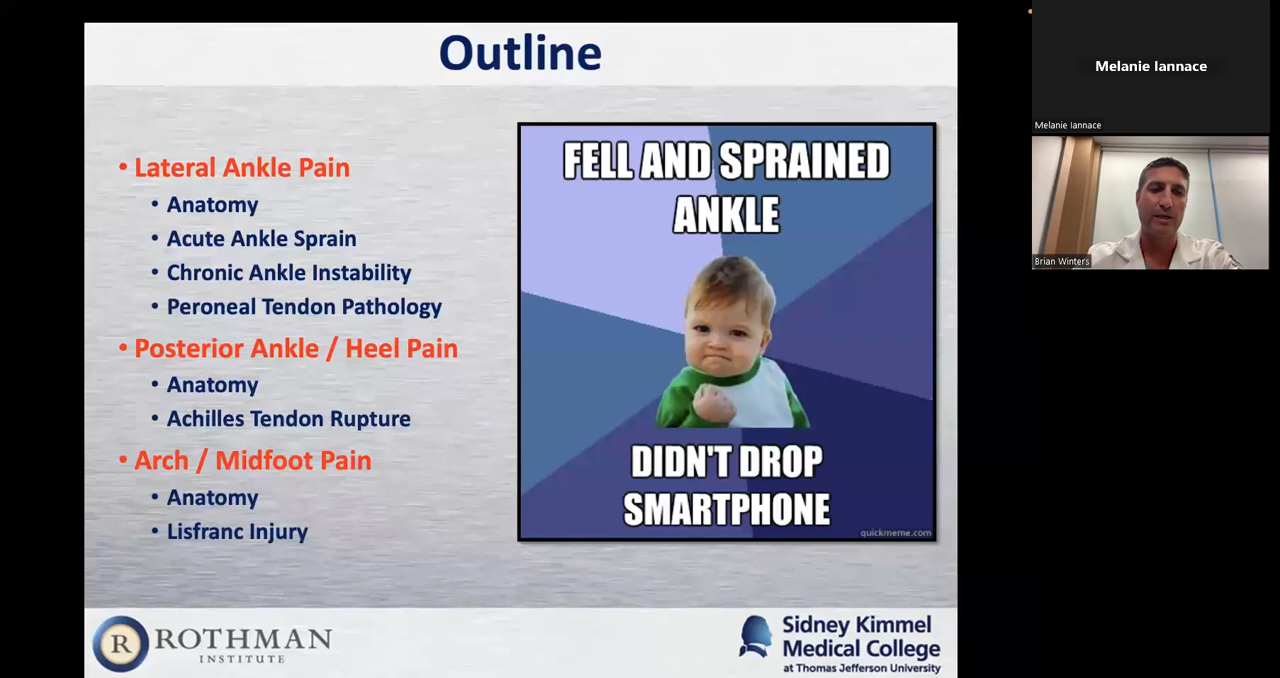 Outline
• Lateral Ankle Pain
• Anatomy
• Acute Ankle Sprain
• Chronic Ankle Instability
• Peroneal Tendon Pathology
• Posterior Ankle / Heel Pain
• Anatomy
• Achilles Tendon Rupture
• Arch / Midfoot Pain
• Anatomy
• Lisfranc Injury
FELL AND SPRAINED
ANKLE
DIDN'T DROP
SMARTPHONE
quickmeme.com
R
ROTHMAN
INSTITUTE
Sidney Kimmel
Medical College
at Thomas Jefferson University
Melanie Iannace
Melanie Iannace
Brian Winters